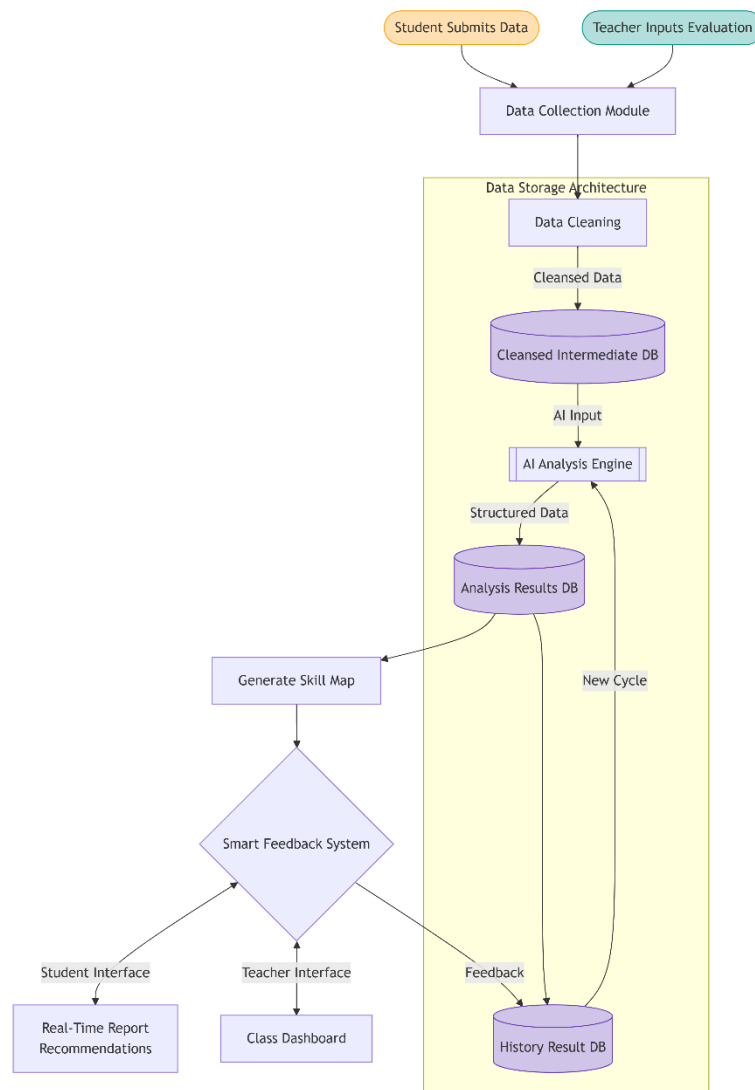 Student Submits Data
Teacher Inputs Evaluation
Data Collection Module
Data Storage Architecture
Data Cleaning
Cleansed Data
Cleansed Intermediate DB
AI Input
AI Analysis Engine
Structured Data
Analysis Results DB
Generate Skill Map
New Cycle
Smart Feedback System
Student Interface
Teacher Interface
Feedback
Real-Time Report
Recommendations
Class Dashboard
History Result DB